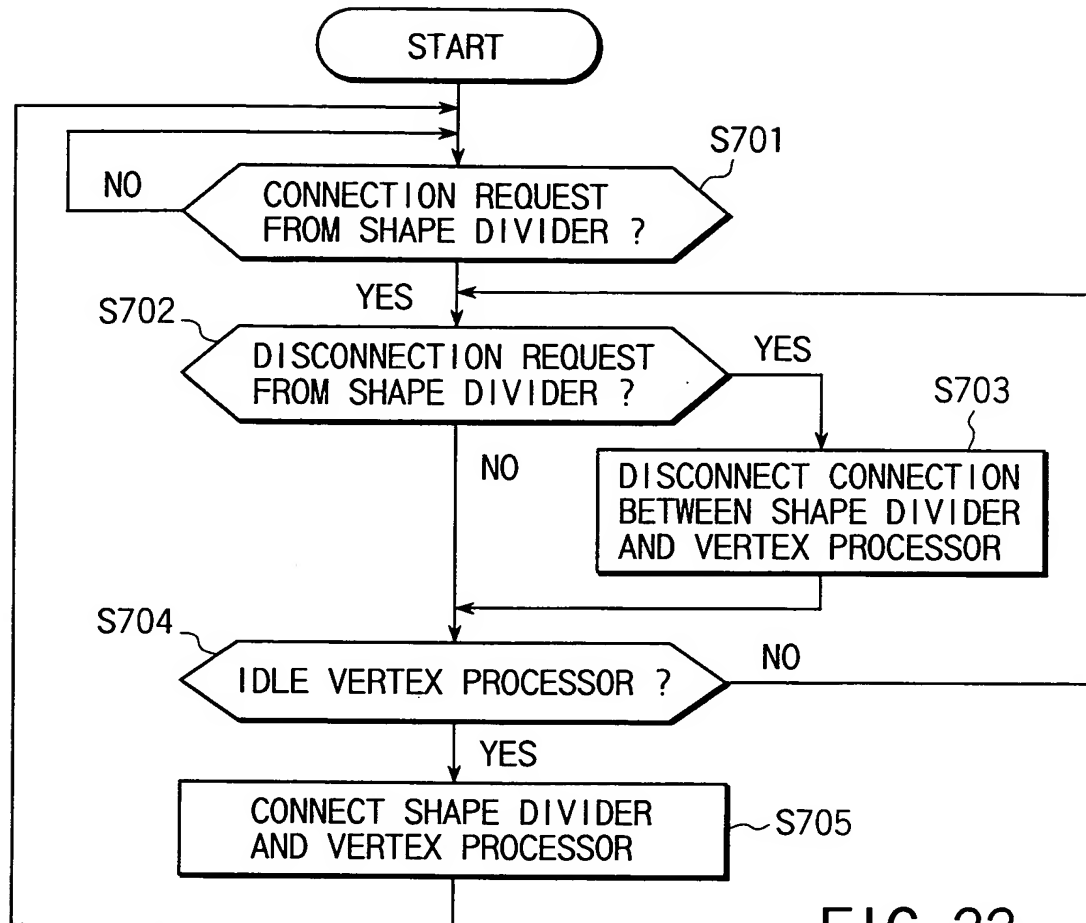 START
S701
NO
CONNECTION REQUEST
FROM SHAPE DIVIDER ?
YES
S702
DISCONNECTION REQUEST
FROM SHAPE DIVIDER ?
YES
S703
NO
DISCONNECT CONNECTION
BETWEEN SHAPE DIVIDER
AND VERTEX PROCESSOR
S704
IDLE VERTEX PROCESSOR ?
NO
YES
CONNECT SHAPE DIVIDER
AND VERTEX PROCESSOR
S705